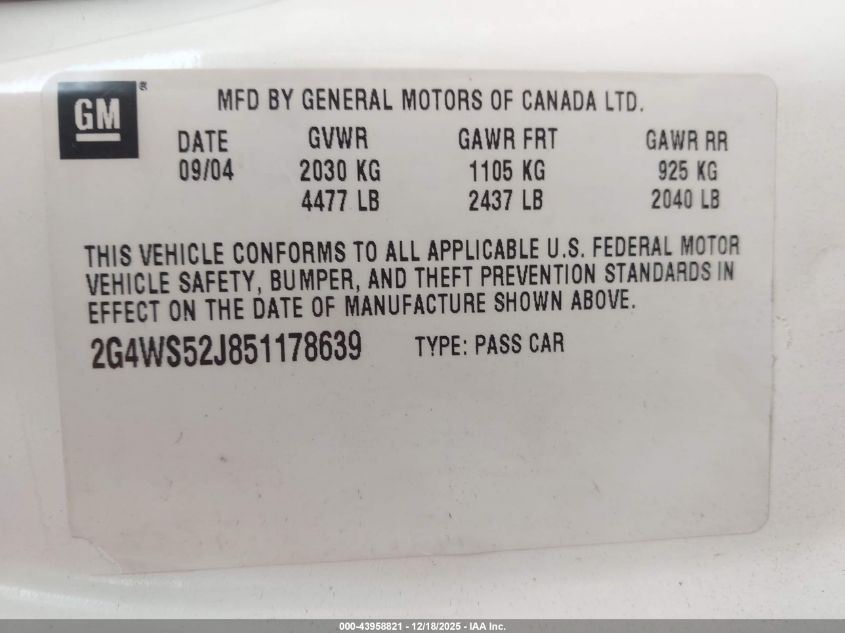 GM®
MFD BY GENERAL MOTORS OF CANADA LTD.
DATE GVWR GAWR FRT GAWR RR
09/04 2030 KG 1105 KG 925 KG
4477 LB 2437 LB 2040 LB
THIS VEHICLE CONFORMS TO ALL APPLICABLE U.S. FEDERAL MOTOR
VEHICLE SAFETY, BUMPER, AND THEFT PREVENTION STANDARDS IN
EFFECT ON THE DATE OF MANUFACTURE SHOWN ABOVE.
2G4WS52J851178639 TYPE: PASS CAR
000-43958821 - 12/18/2025 - IAA Inc.